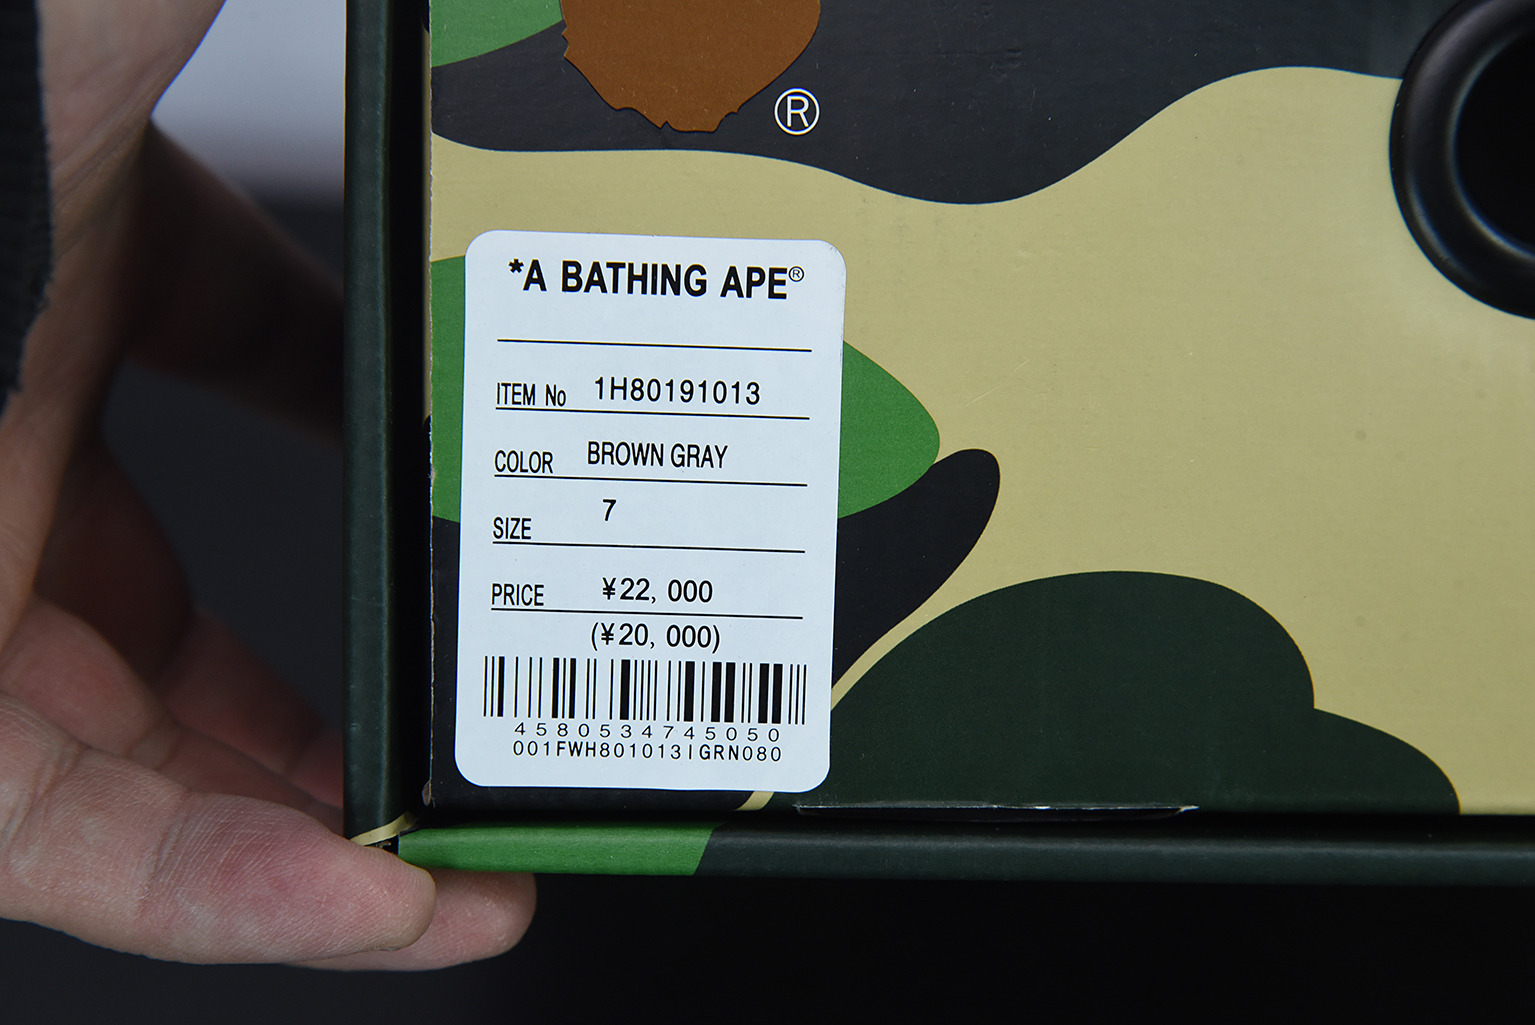 ®
*A BATHING APE®
ITEM No 1H80191013
COLOR BROWN GRAY
SIZE 7
PRICE ¥22, 000
(¥20, 000)
4580534745050
001FWH801013IGRN080